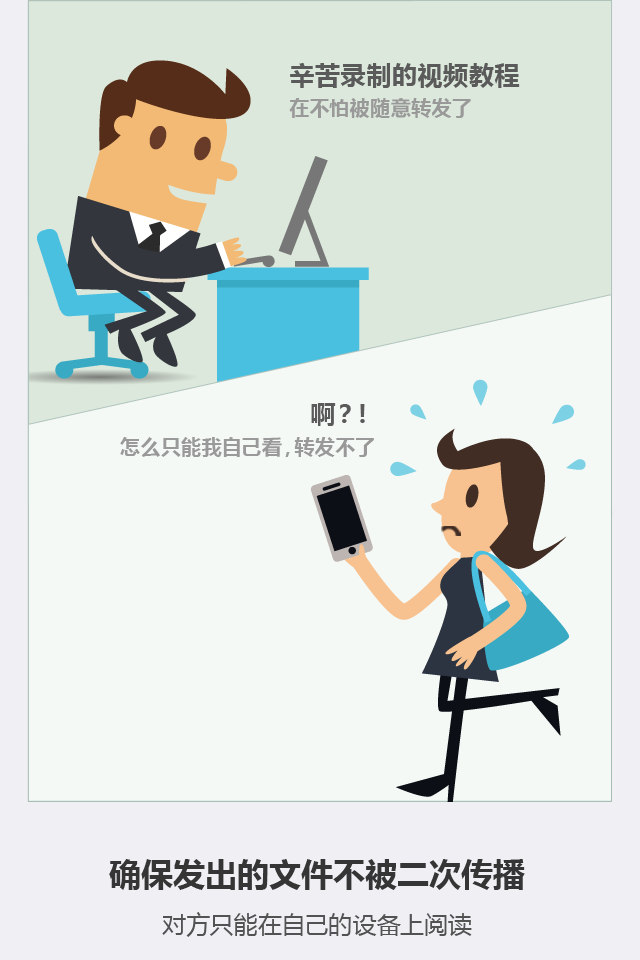 辛苦录制的视频教程
在不怕被随意转发了
啊？！
怎么只能我自己看，转发不了
确保发出的文件不被二次传播
对方只能在自己的设备上阅读